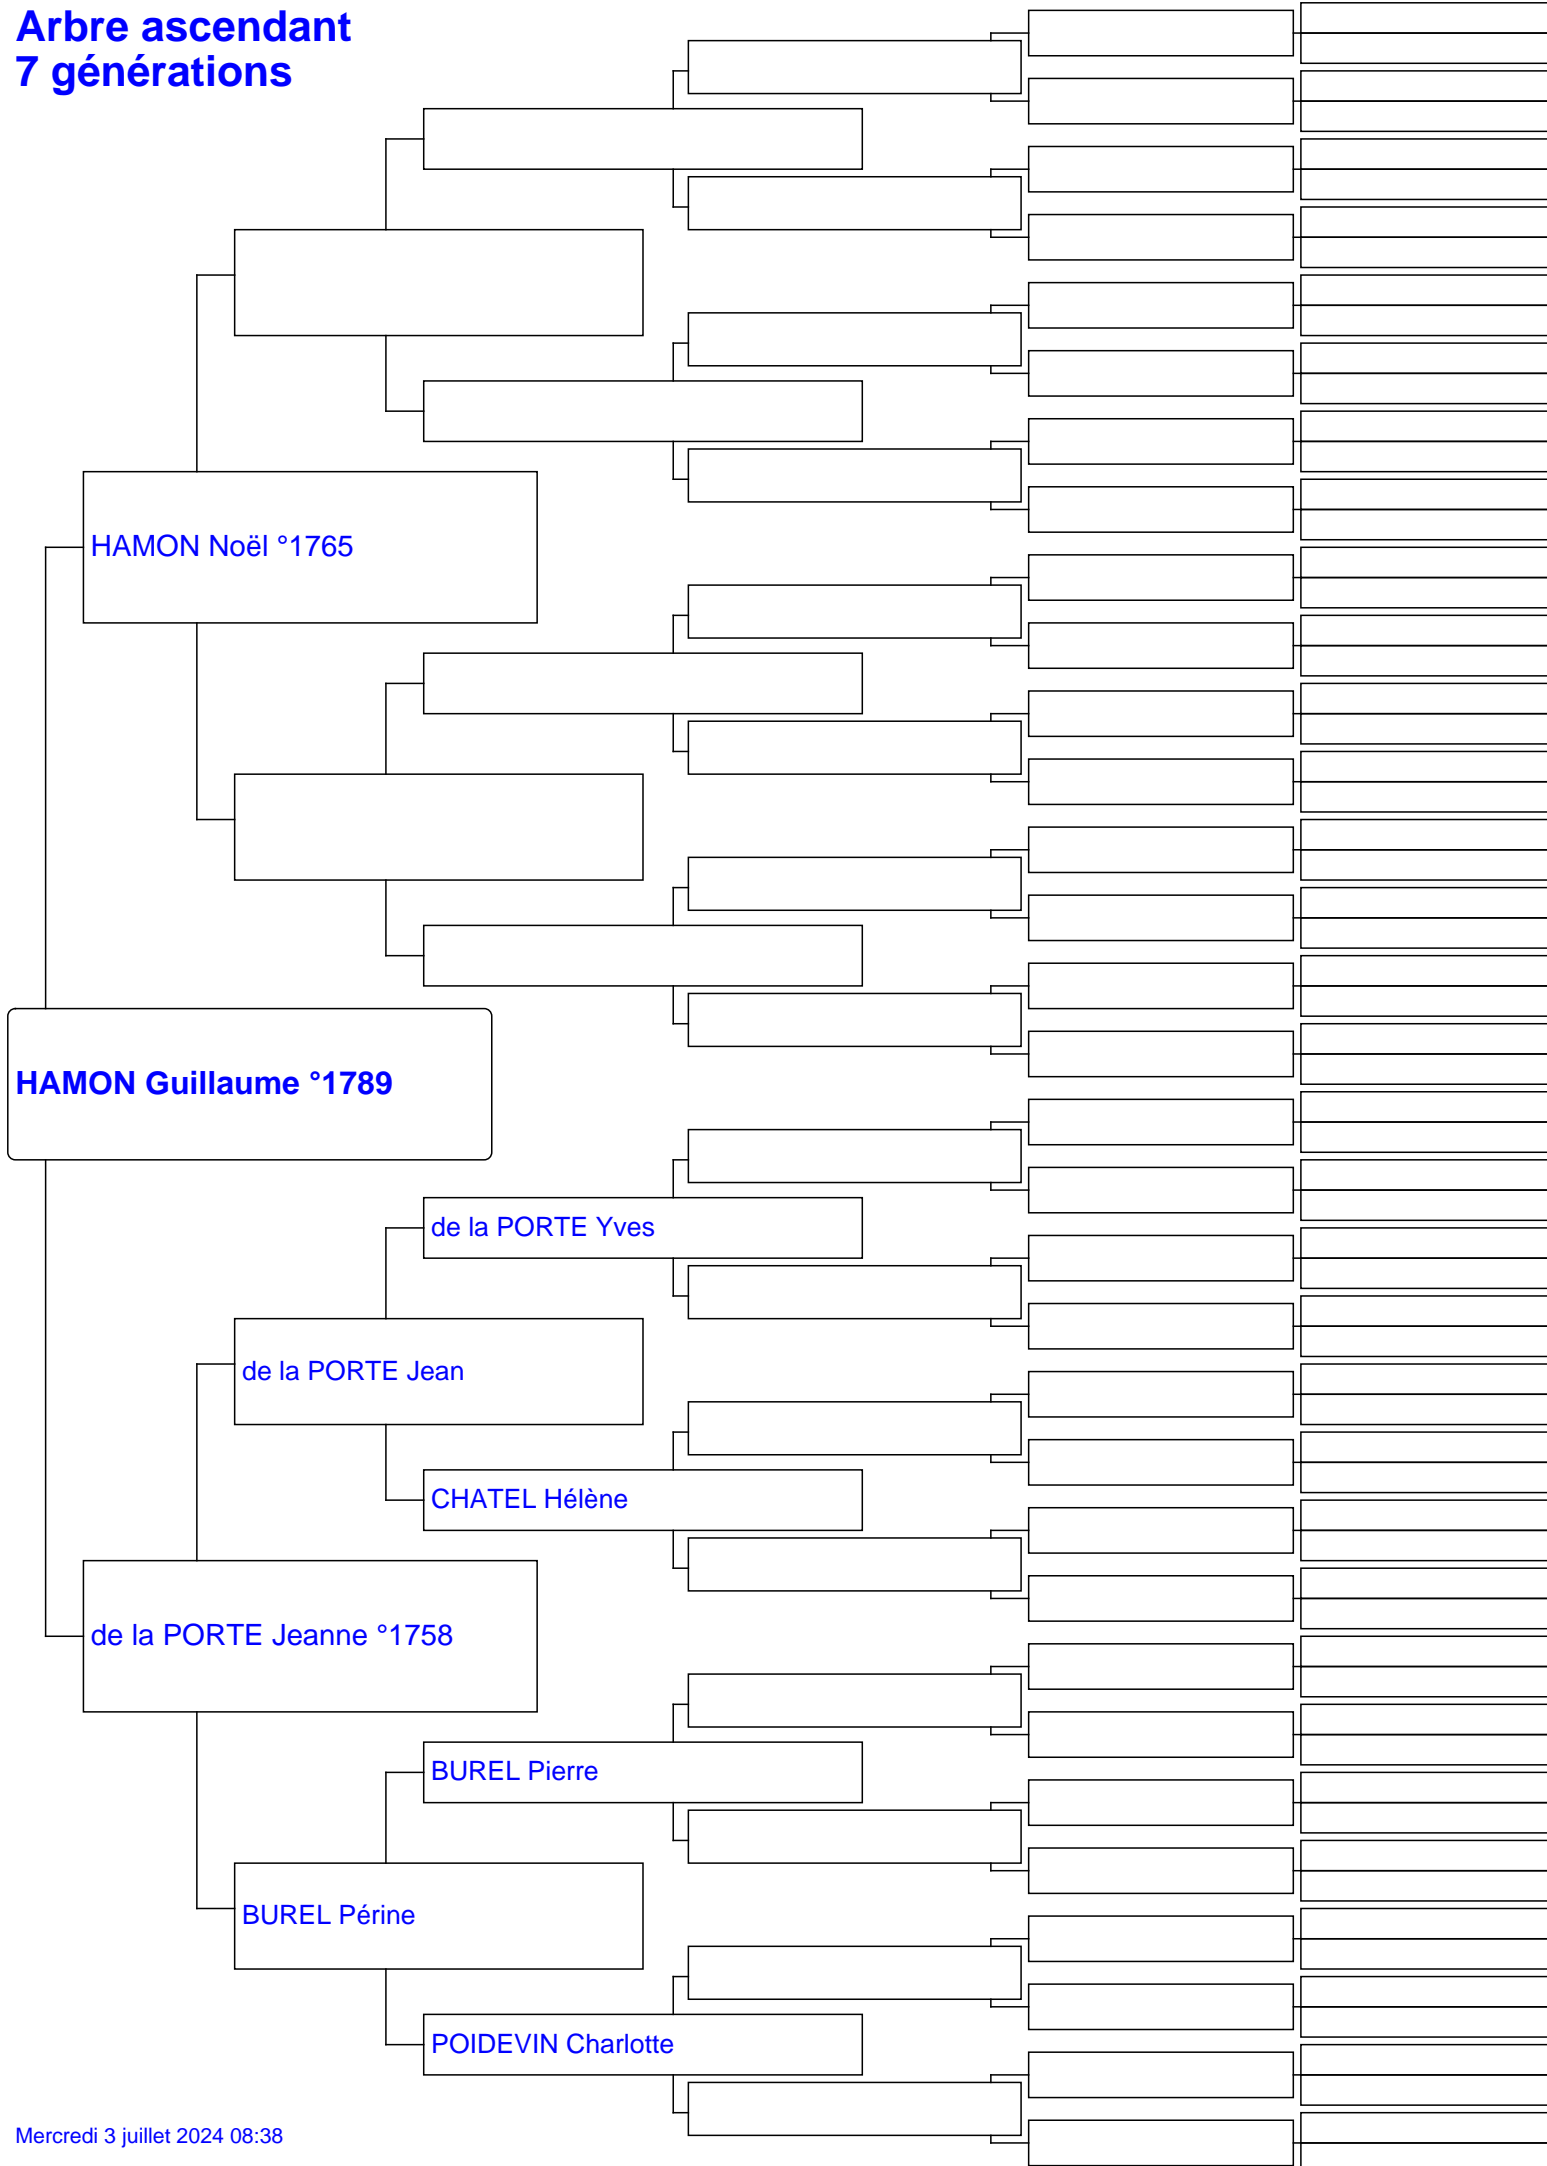 Arbre ascendant
7 générations
HAMON Noël °1765
HAMON Guillaume °1789
de la PORTE Yves
de la PORTE Jean
CHATEL Hélène
de la PORTE Jeanne °1758
BUREL Pierre
BUREL Périne
POIDEVIN Charlotte
Mercredi 3 juillet 2024 08:38